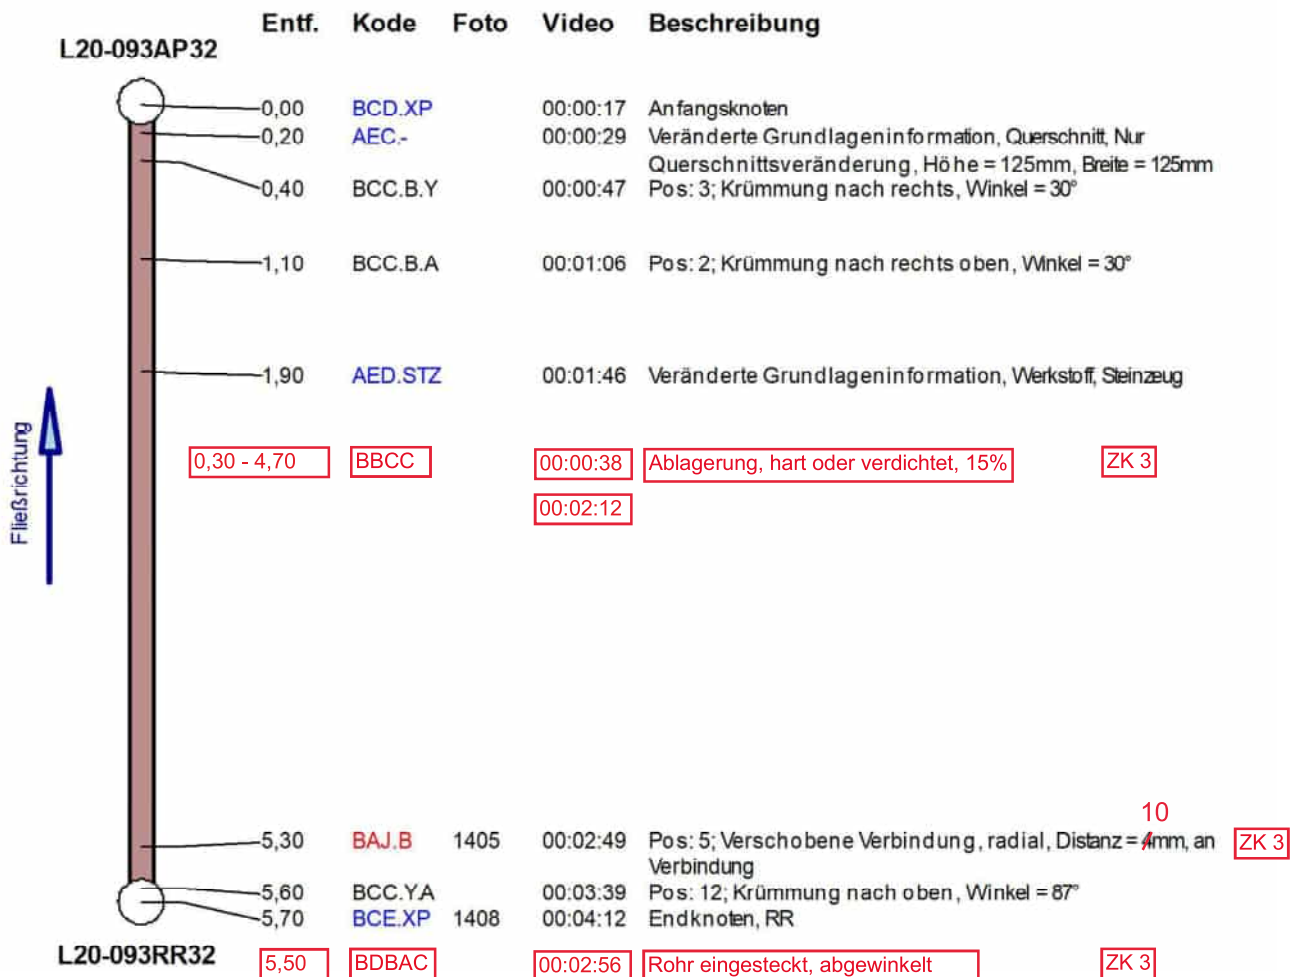 Entf. Kode Foto Video Beschreibung
L20-093AP32
0,00 BCD.XP 00:00:17 Anfangsknoten
0,20 AEC.- 00:00:29 Veränderte Grundlageninformation, Querschnitt, Nur
Querschnittsveränderung, Höhe = 125mm, Breite = 125mm
0,40 BCC.B.Y 00:00:47 Pos: 3; Krümmung nach rechts, Winkel = 30°
1,10 BCC.B.A 00:01:06 Pos: 2; Krümmung nach rechts oben, Winkel = 30°
1,90 AED.STZ 00:01:46 Veränderte Grundlageninformation, Werkstoff, Steinzeug
Fließrichtung
0,30 - 4,70 BBCC 00:00:38 Ablagerung, hart oder verdichtet, 15% ZK 3
00:02:12
10
5,30 BAJ.B 1405 00:02:49 Pos: 5; Verschobene Verbindung, radial, Distanz = 4mm, an ZK 3
Verbindung
5,60 BCC.Y.A 00:03:39 Pos: 12; Krümmung nach oben, Winkel = 87°
5,70 BCE.XP 1408 00:04:12 Endknoten, RR
L20-093RR32
5,50 BDBAC 00:02:56 Rohr eingesteckt, abgewinkelt ZK 3